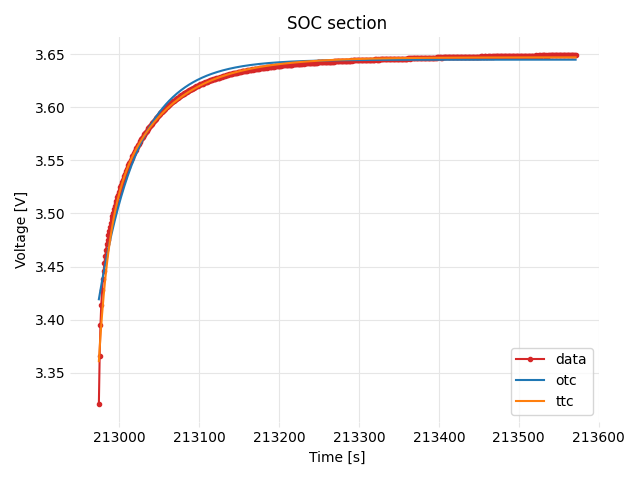 SOC section
Voltage [V]
3.65
3.60
3.55
3.50
3.45
3.40
3.35
data
otc
ttc
213000 213100 213200 213300 213400 213500 213600
Time [s]